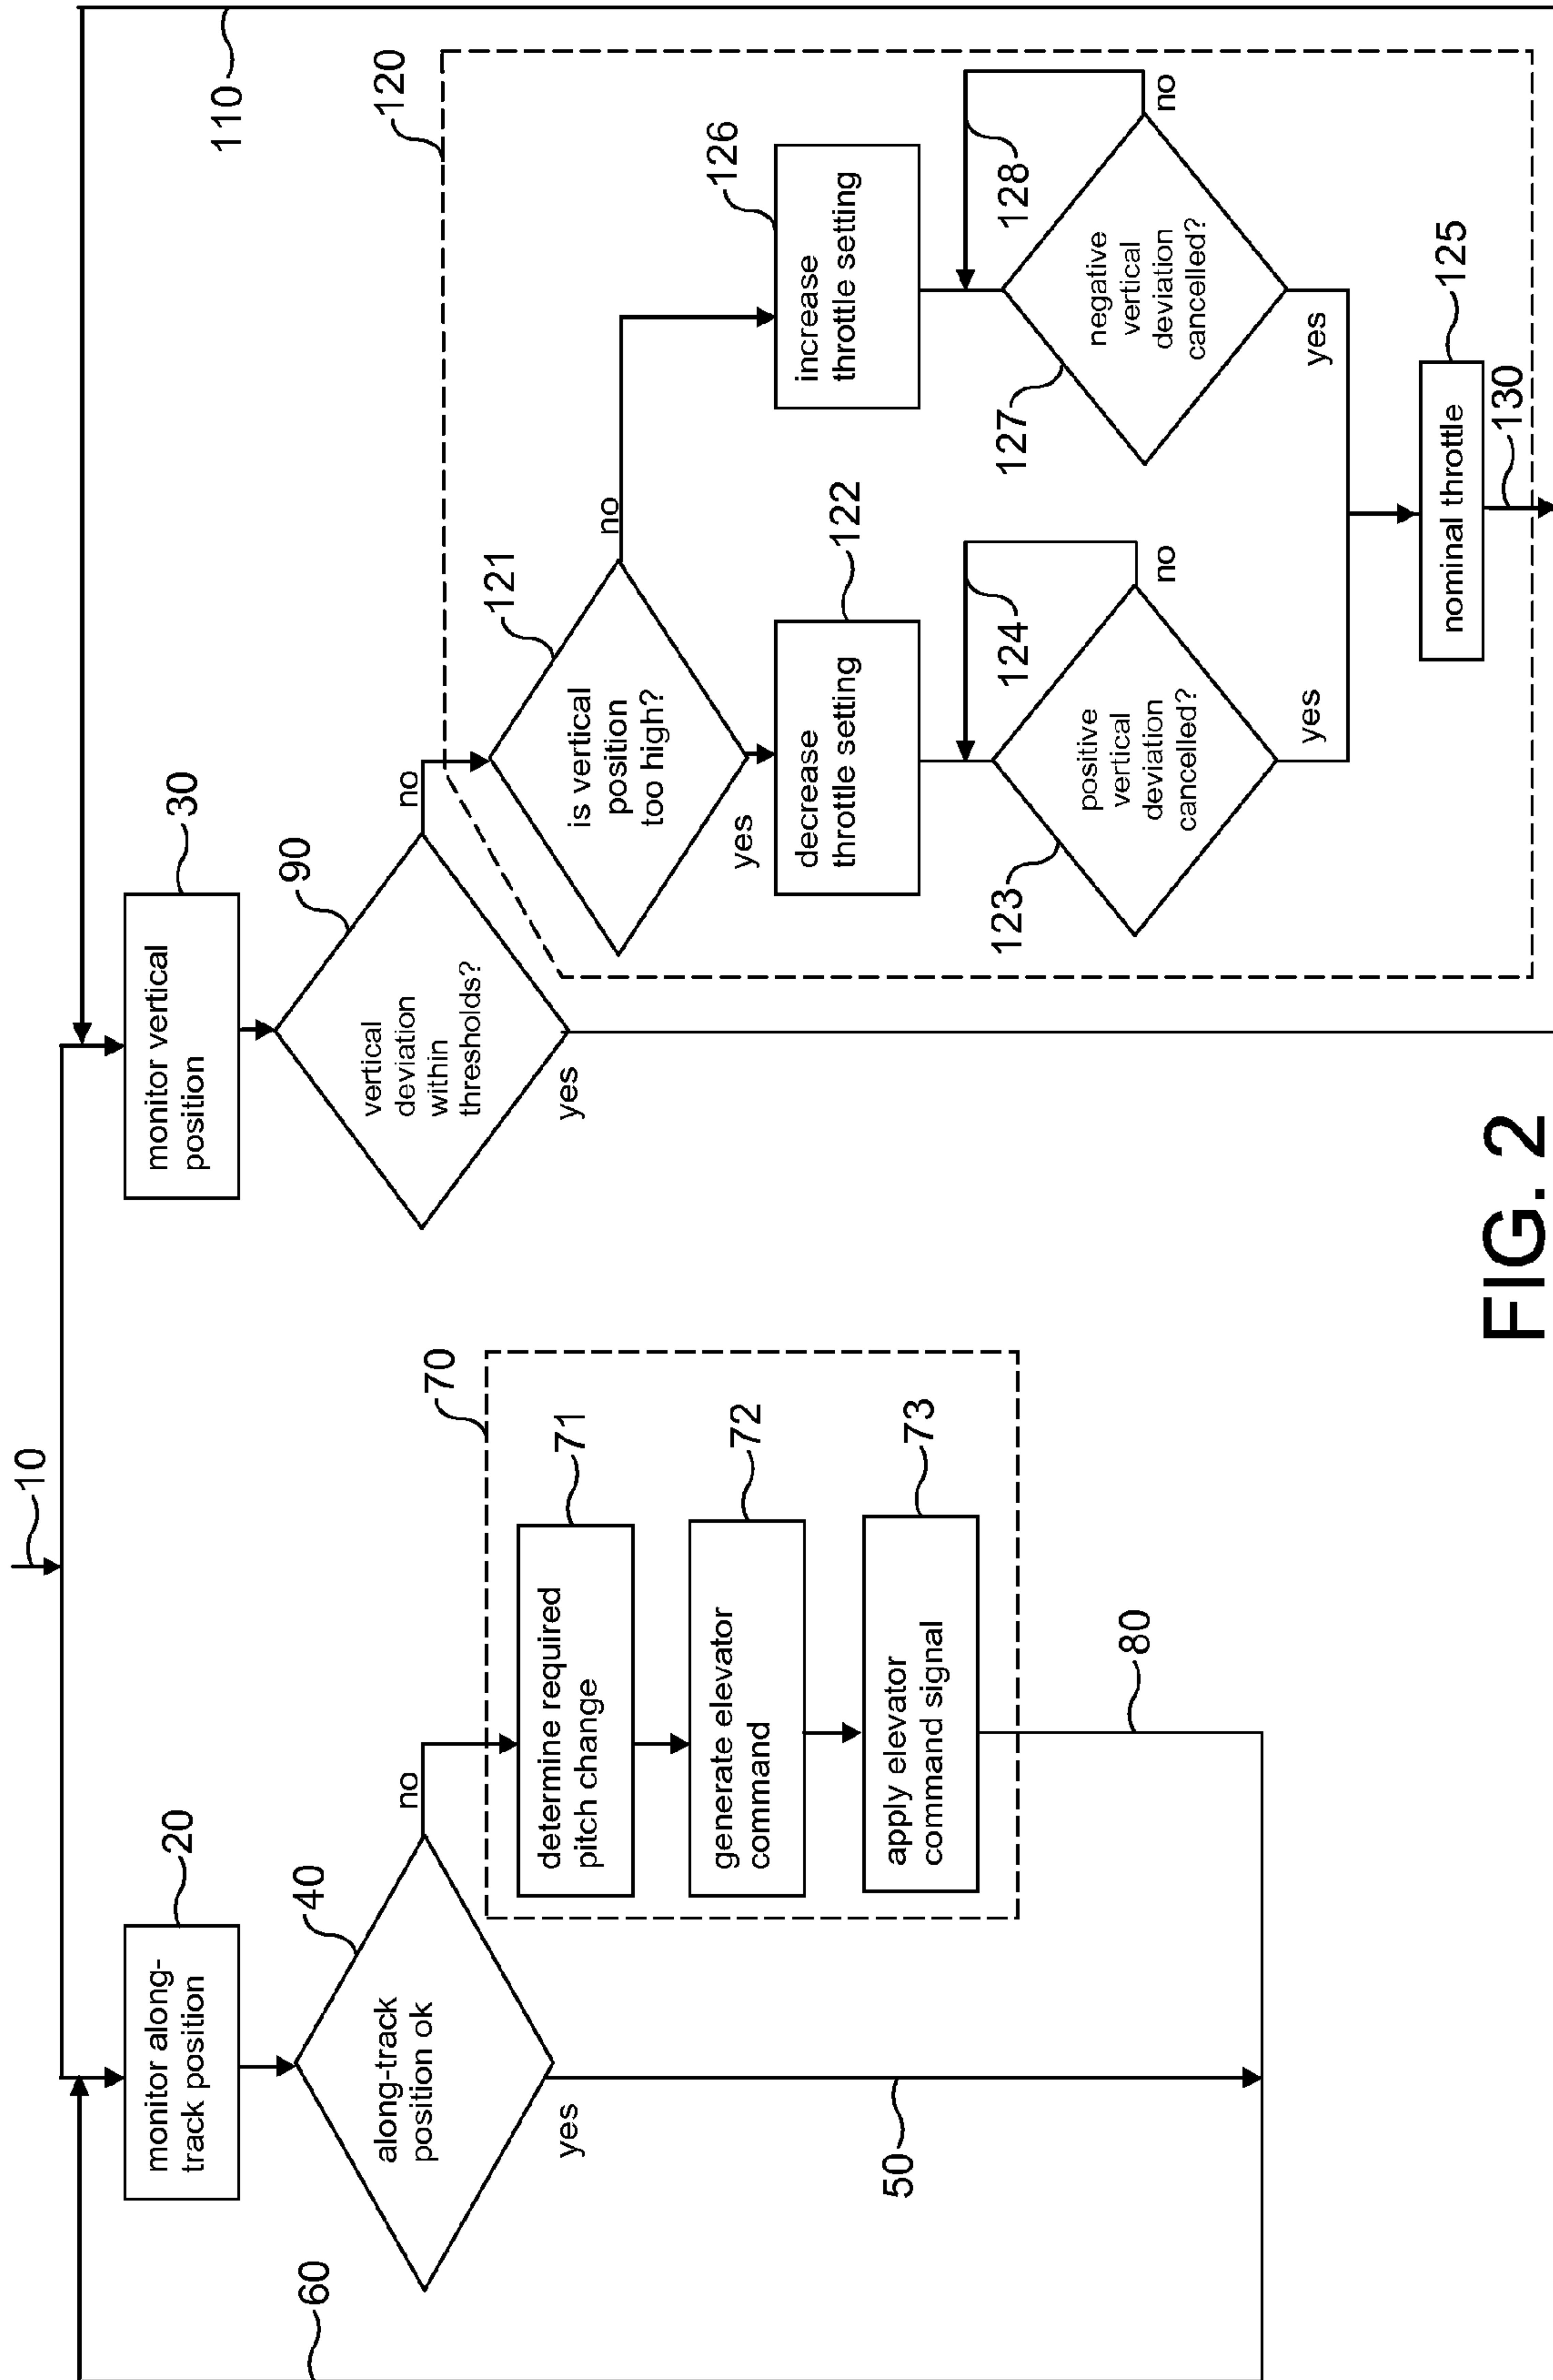 10
110
20
monitor along-
track position
30
monitor vertical
position
60
40
along-track
position ok
no
yes
90
vertical
deviation
within
thresholds?
no
yes
120
70
71
determine required
pitch change
72
generate elevator
command
73
apply elevator
command signal
50
80
121
is vertical
position
too high?
no
yes
122
decrease
throttle setting
126
increase
throttle setting
124
128
123
positive
vertical
deviation
cancelled?
no
yes
127
negative
vertical
deviation
cancelled?
no
yes
125
nominal throttle
130
FIG. 2